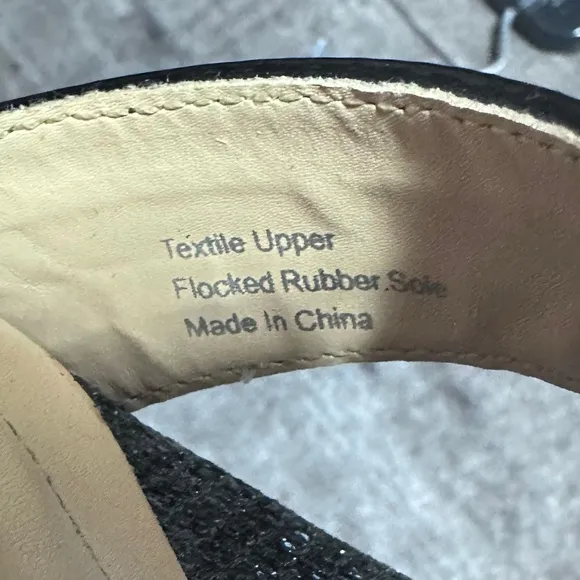 Textile Upper
Flocked Rubber.Sole
Made In China